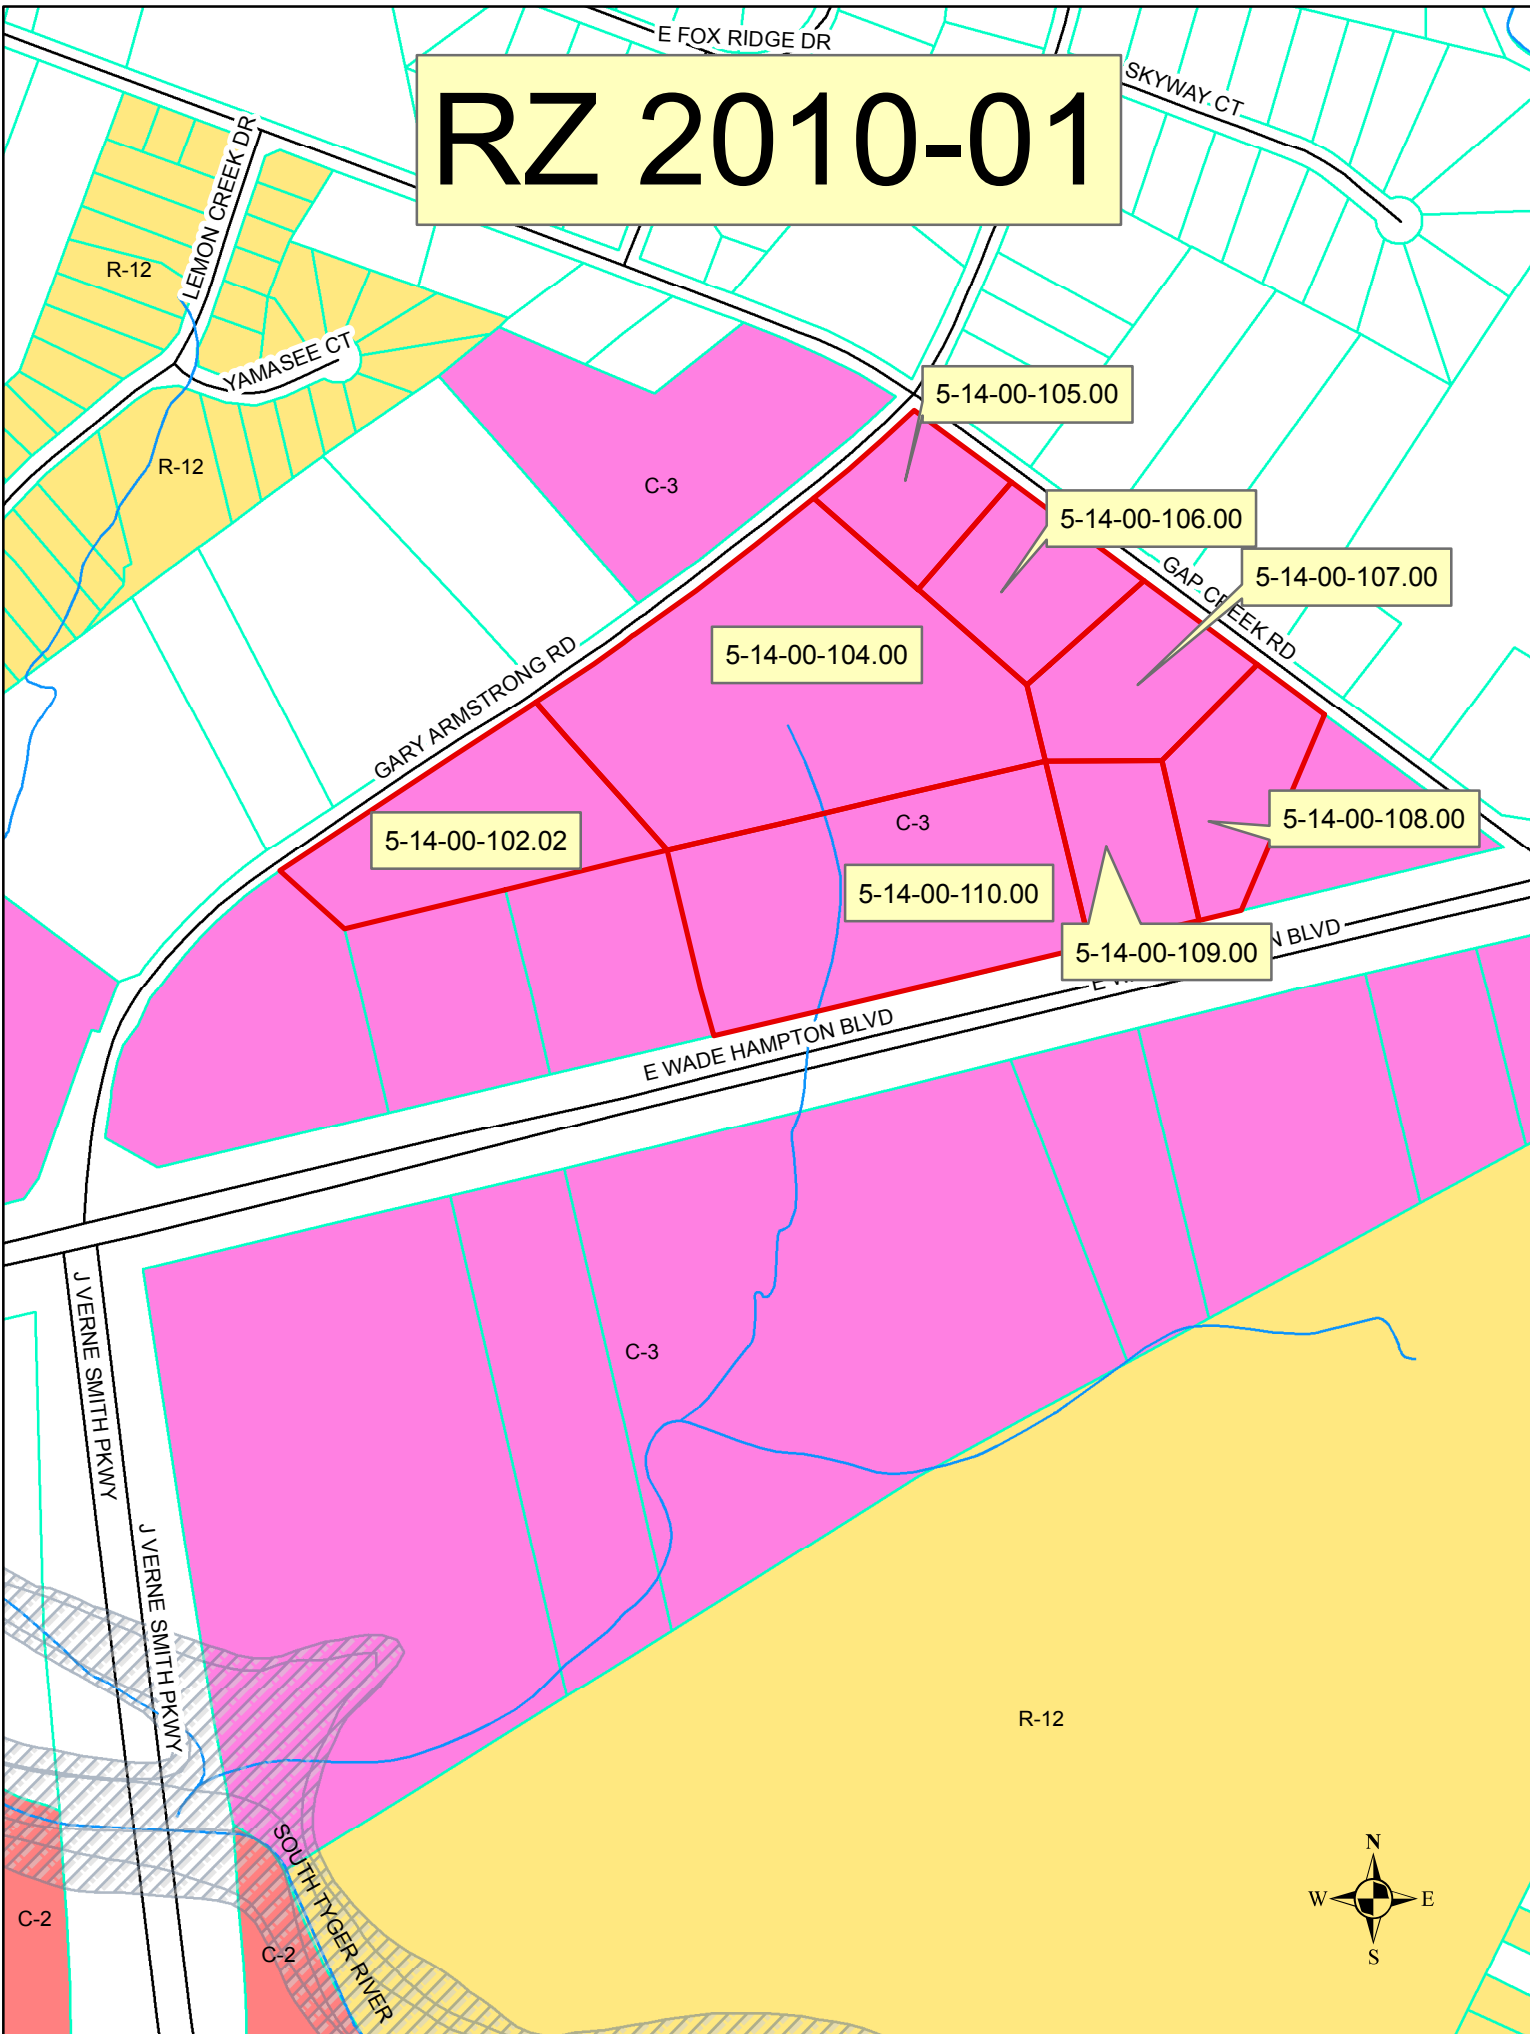 E FOX RIDGE DR
SKYWAY CT
RZ 2010-01
LEMON CREEK DR
R-12
YAMASEE CT
5-14-00-105.00
R-12
C-3
5-14-00-106.00
GAP CREEK RD
5-14-00-107.00
5-14-00-104.00
GARY ARMSTRONG RD
C-3
5-14-00-108.00
5-14-00-102.02
5-14-00-110.00
5-14-00-109.00
N BLVD
E WADE HAMPTON BLVD
J VERNE SMITH PKWY
C-3
J VERNE SMITH PKWY
R-12
SOUTH TYGER RIVER
N
W E
S
C-2
C-2